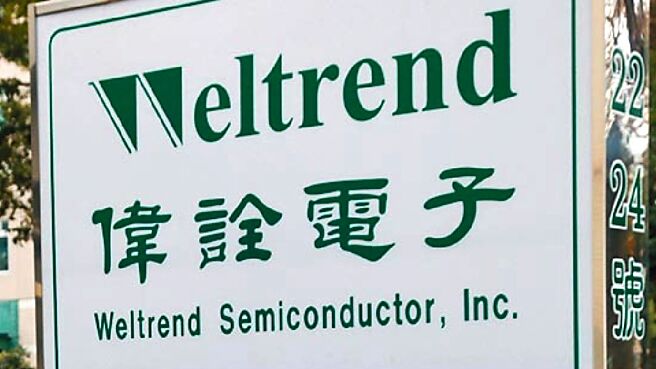 Weltrend
偉詮電子
Weltrend Semiconductor, Inc.
22
24
號